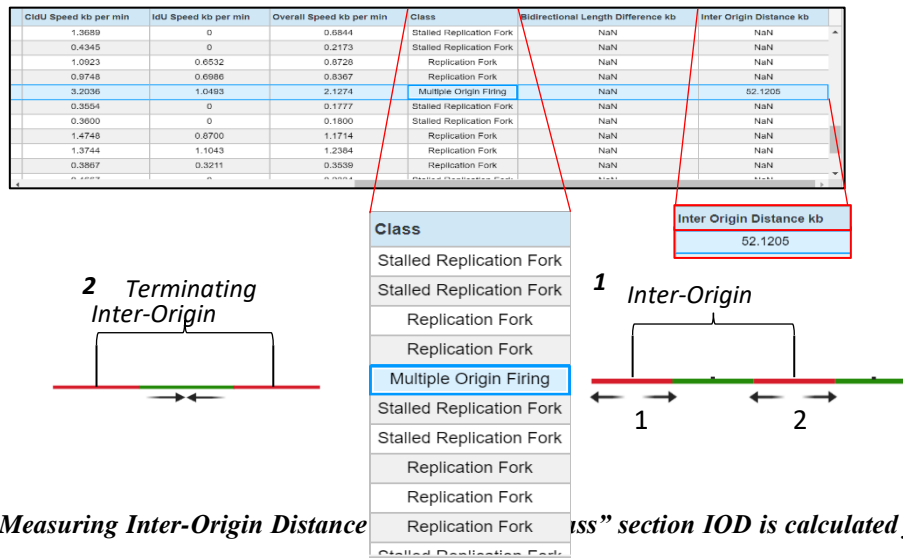 CldU Speed kb per min IdU Speed kb per min Overall Speed kb per min Class Bidirectional Length Difference kb Inter Origin Distance kb
1.3689 0 0.6844 Stalled Replication Fork NaN NaN
0.4345 0 0.2173 Stalled Replication Fork NaN NaN
1.0923 0.6532 0.8728 Replication Fork NaN NaN
0.9748 0.6986 0.8367 Replication Fork NaN NaN
3.2036 1.0493 2.1274 Multiple Origin Firing NaN 52.1205
0.3554 0 0.1777 Stalled Replication Fork NaN NaN
0.3600 0 0.1800 Stalled Replication Fork NaN NaN
1.4748 0.8700 1.1714 Replication Fork NaN NaN
1.3744 1.1043 1.2384 Replication Fork NaN NaN
0.3867 0.3211 0.3539 Replication Fork NaN NaN
Inter Origin Distance kb
52.1205
Class
Stalled Replication Fork
Stalled Replication Fork
Replication Fork
Replication Fork
Multiple Origin Firing
Stalled Replication Fork
Stalled Replication Fork
Replication Fork
Replication Fork
Replication Fork
Stalled Replication Fork
2 Terminating
Inter-Origin
1 Inter-Origin
1 2
Measuring Inter-Origin Distance ss” section IOD is calculated